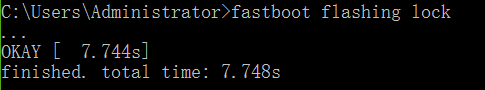 C:\Users\Administrator>fastboot flashing lock
...
OKAY [  7.744s]
finished. total time: 7.748s